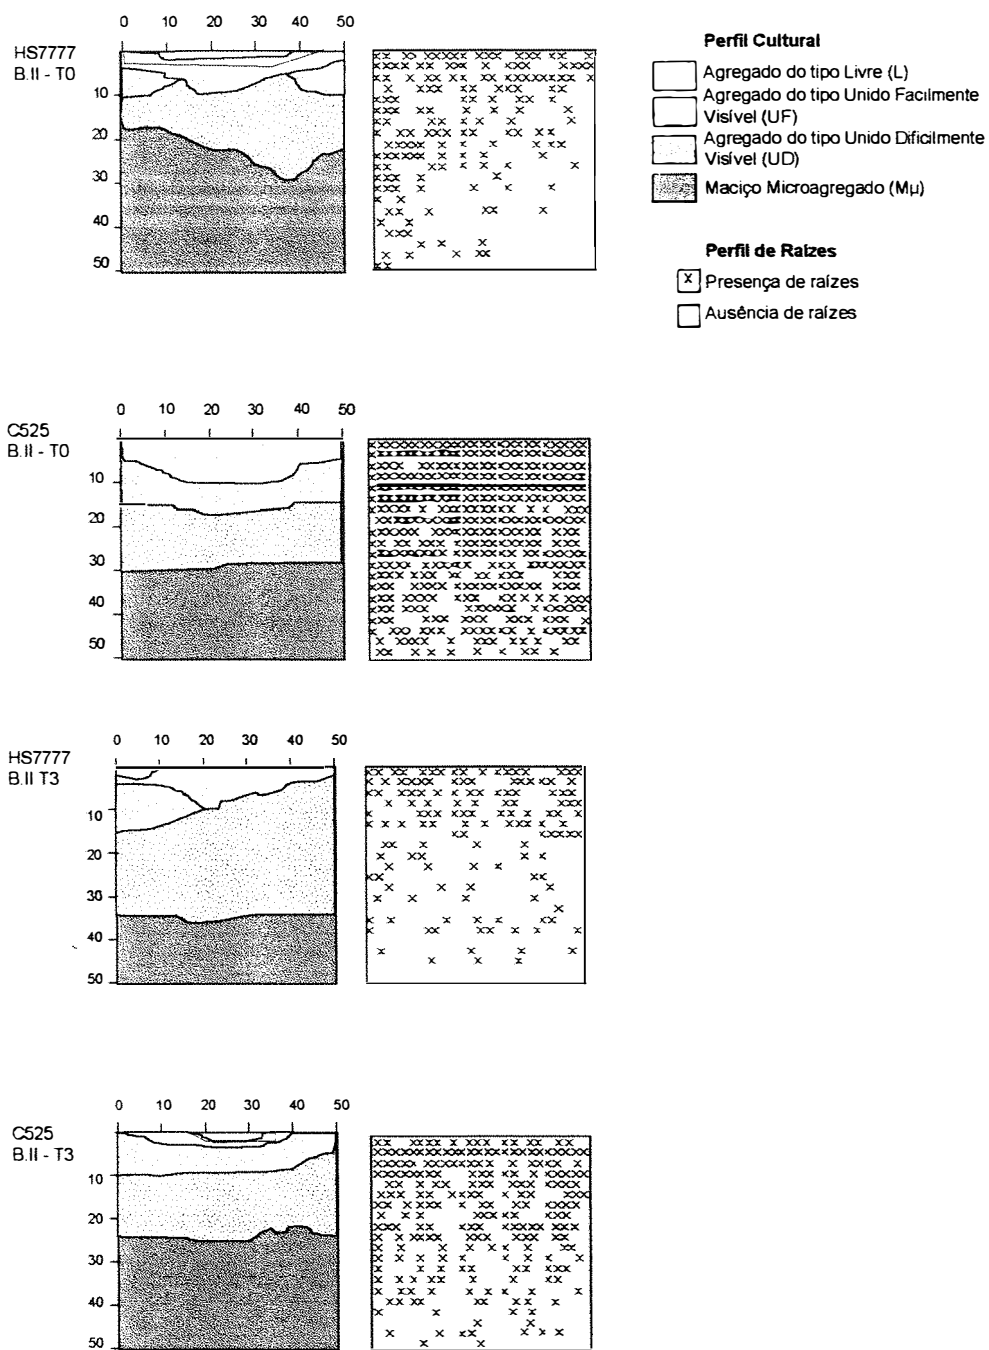 0 10 20 30 40 50
HS7777
B.II - T0
10
20
30
40
50
Perfil Cultural
Agregado do tipo Livre (L)
Agregado do tipo Unido Facilmente
Visível (UF)
Agregado do tipo Unido Dificilmente
Visível (UD)
Maciço Microagregado (Mμ)
Perfil de Raízes
x Presença de raízes
Ausência de raízes
0 10 20 30 40 50
C525
B.II - T0
10
20
30
40
50
0 10 20 30 40 50
HS7777
B.II T3
10
20
30
40
50
0 10 20 30 40 50
C525
B.II - T3
10
20
30
40
50